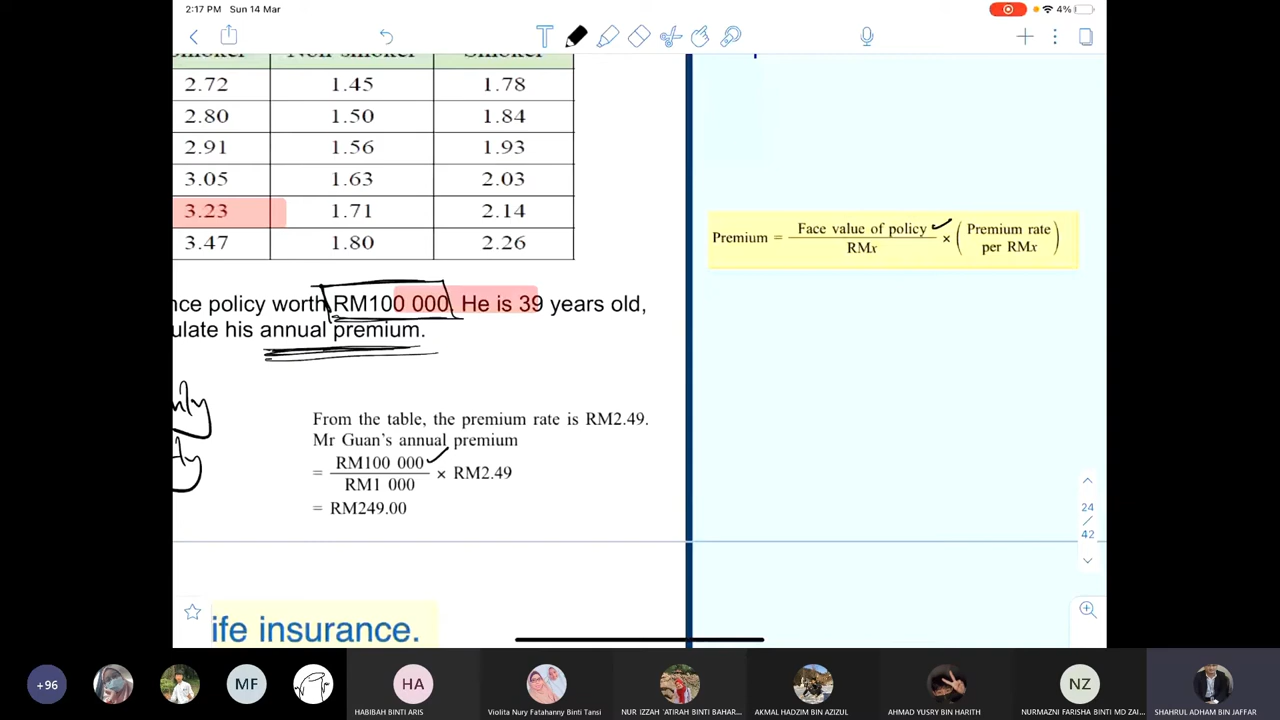 2:17 PM Sun 14 Mar
4%
Smoker Non-smoker Smoker
2.72 1.45 1.78
2.80 1.50 1.84
2.91 1.56 1.93
3.05 1.63 2.03
3.23 1.71 2.14
3.47 1.80 2.26
nce policy worth RM100 000. He is 39 years old,
ulate his annual premium.
Premium = Face value of policy / RMx × ( Premium rate per RMx )
From the table, the premium rate is RM2.49.
Mr Guan's annual premium
= RM100 000 / RM1 000 × RM2.49
= RM249.00
24
/
42
ife insurance.
+96
MF
HA
NZ
HABIBAH BINTI ARIS
Violita Nury Fatahanny Binti Tansi
NUR IZZAH `ATIRAH BINTI BAHAR...
AKMAL HADZIM BIN AZIZUL
AHMAD YUSRY BIN HARITH
NURMAZNI FARISHA BINTI MD ZAI...
SHAHRUL ADHAM BIN JAFFAR